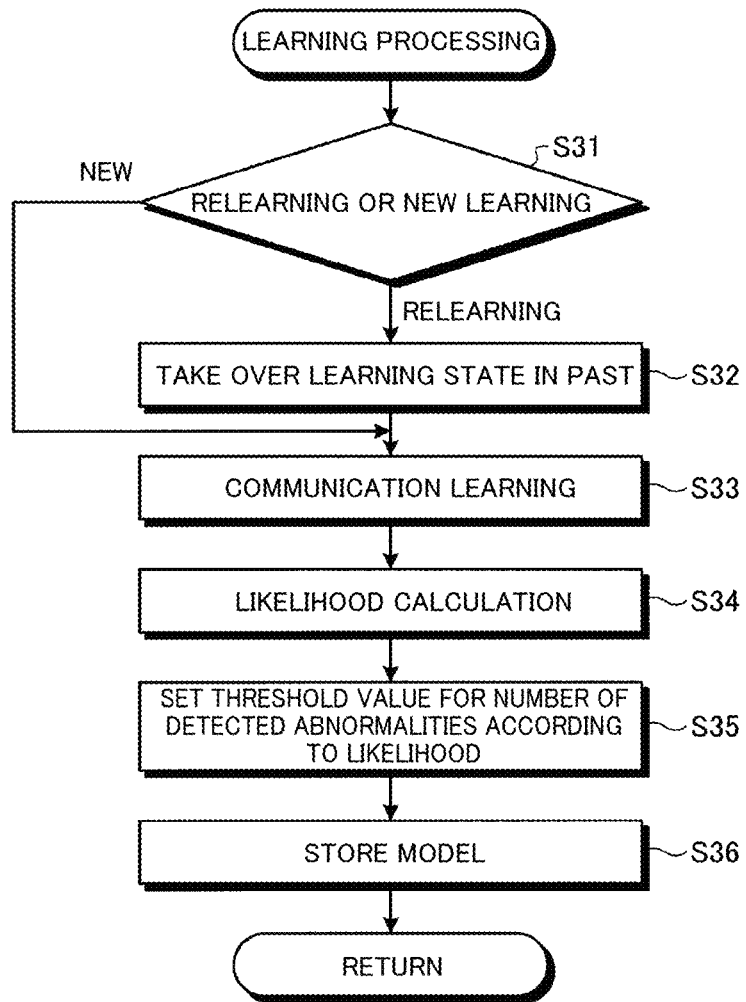 LEARNING PROCESSING
S31
NEW
RELEARNING OR NEW LEARNING
RELEARNING
TAKE OVER LEARNING STATE IN PAST
S32
COMMUNICATION LEARNING
S33
LIKELIHOOD CALCULATION
S34
SET THRESHOLD VALUE FOR NUMBER OF
DETECTED ABNORMALITIES ACCORDING
TO LIKELIHOOD
S35
STORE MODEL
S36
RETURN